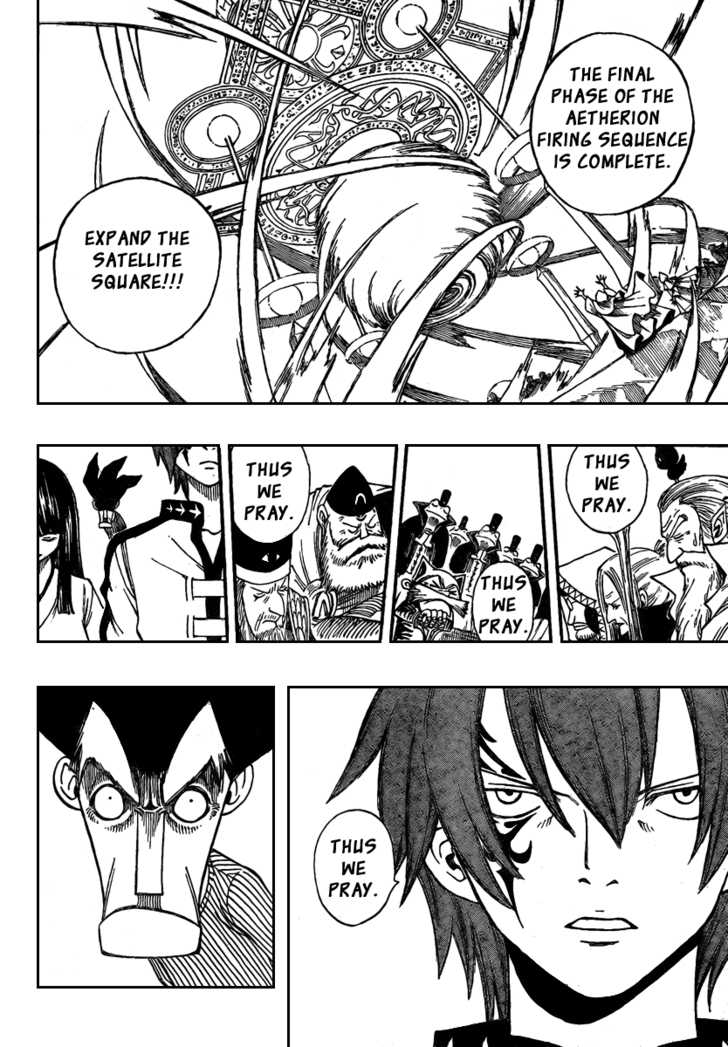 THE FINAL
PHASE OF THE
AETHERION
FIRING SEQUENCE
IS COMPLETE.
EXPAND THE
SATELLITE
SQUARE!!!
THUS
WE
PRAY.
THUS
WE
PRAY.
THUS
WE
PRAY.
THUS
WE
PRAY.